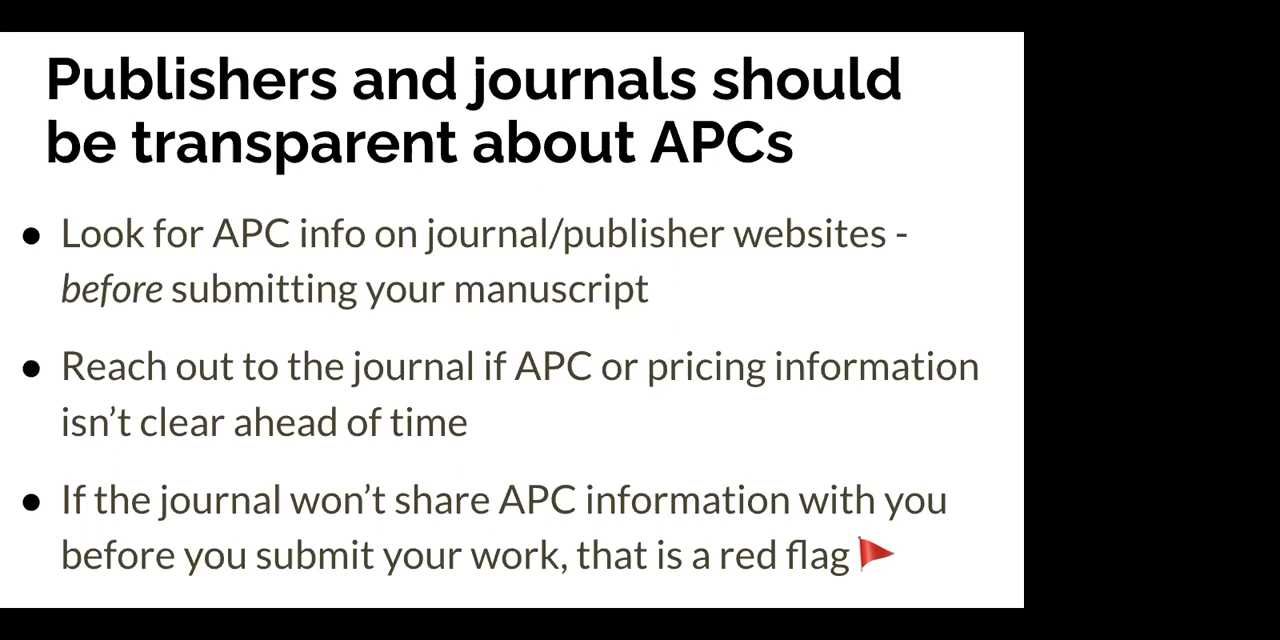 Publishers and journals should
be transparent about APCs
● Look for APC info on journal/publisher websites -
before submitting your manuscript
● Reach out to the journal if APC or pricing information
isn’t clear ahead of time
● If the journal won’t share APC information with you
before you submit your work, that is a red flag 🚩